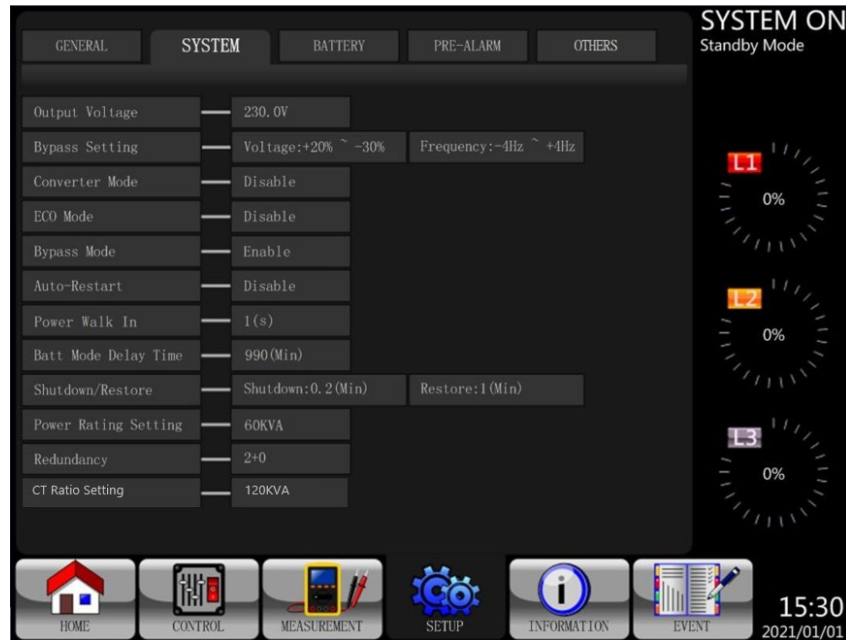 SYSTEM ON
Standby Mode
GENERAL SYSTEM BATTERY PRE-ALARM OTHERS
Output Voltage 230.0V
Bypass Setting Voltage:+20% ~ -30% Frequency:-4Hz ~ +4Hz
Converter Mode Disable
ECO Mode Disable
Bypass Mode Enable
Auto-Restart Disable
Power Walk In 1(s)
Batt Mode Delay Time 990(Min)
Shutdown/Restore Shutdown:0.2(Min) Restore:1(Min)
Power Rating Setting 60KVA
Redundancy 2+0
CT Ratio Setting 120KVA
L1
0%
L2
0%
L3
0%
HOME CONTROL MEASUREMENT SETUP INFORMATION EVENT
15:30
2021/01/01